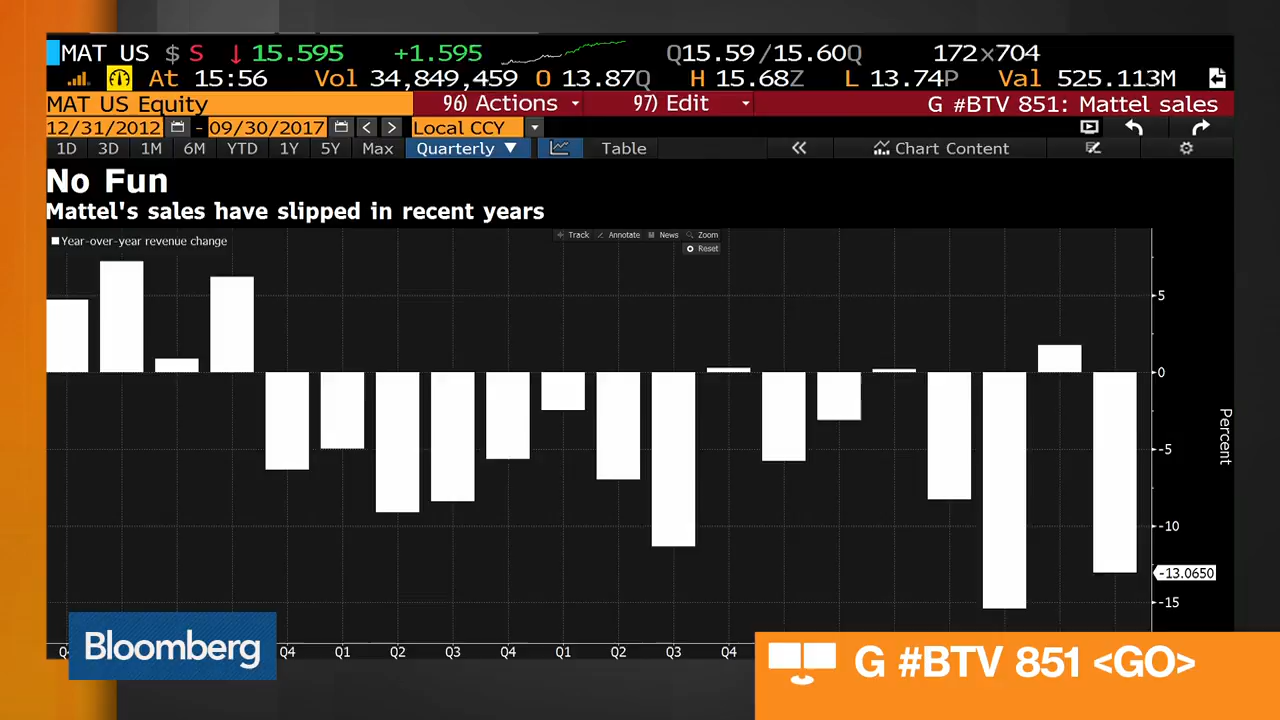 MAT US $ S ↓ 15.595 +1.595 Q15.59/15.60Q 172×704
At 15:56 Vol 34,849,459 O 13.87Q H 15.68Z L 13.74P Val 525.113M
MAT US Equity 96) Actions 97) Edit G #BTV 851: Mattel sales
12/31/2012 - 09/30/2017 < > Local CCY
1D 3D 1M 6M YTD 1Y 5Y Max Quarterly ▼ Table « Chart Content
No Fun
Mattel's sales have slipped in recent years
Track Annotate News Zoom
Year-over-year revenue change
Reset
5
0
Percent
-5
-10
-13.0650
-15
Q4 Q1 Q2 Q3 Q4 Q1 Q2 Q3 Q4
Bloomberg
G #BTV 851 <GO>